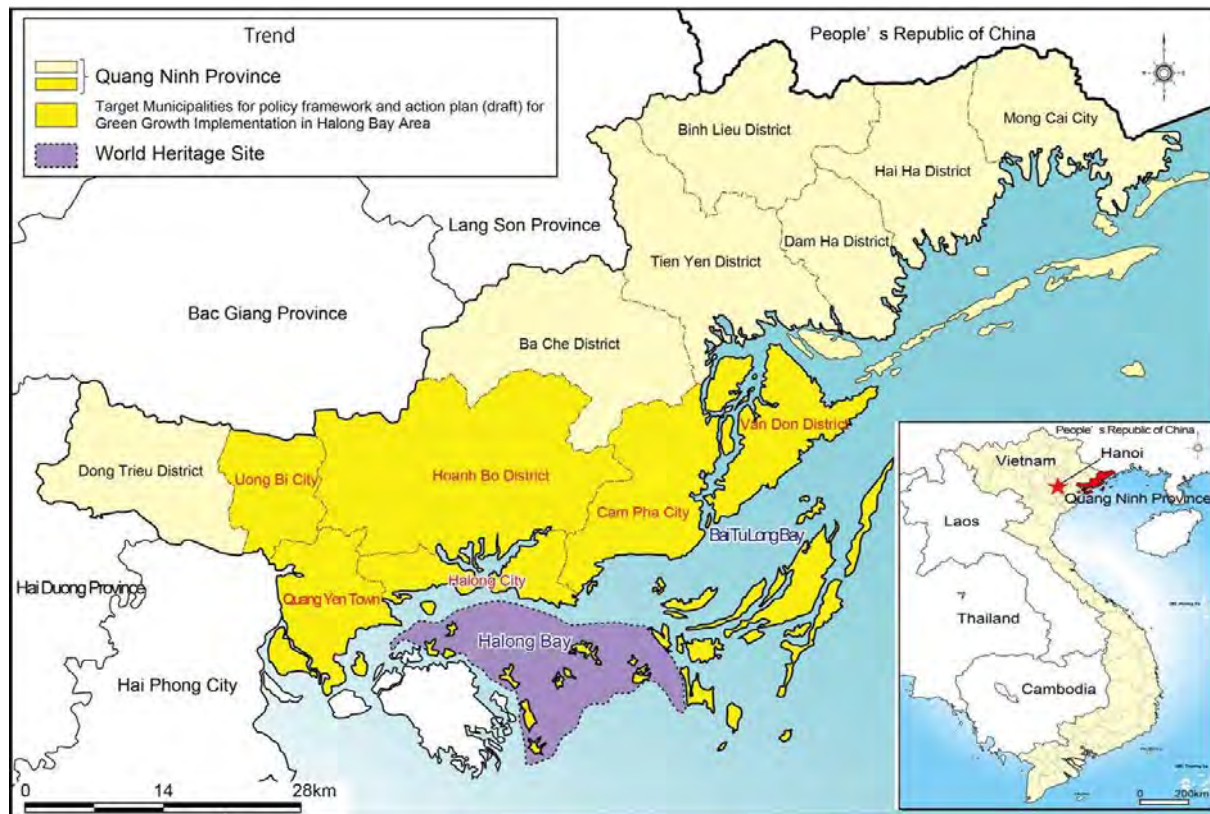 Trend
Quang Ninh Province
Target Municipalities for policy framework and action plan (draft) for
Green Growth Implementation in Halong Bay Area
World Heritage Site
People' s Republic of China
Binh Lieu District
Mong Cai City
Hai Ha District
Lang Son Province
Dam Ha District
Tien Yen District
Bac Giang Province
Ba Che District
Van Don District
Dong Trieu District
Uong Bi City
Hoanh Bo District
Cam Pha City
Bai Tu Long Bay
Hai Duong Province
Halong City
Quang Yen Town
Halong Bay
Hai Phong City
0 14 28km
People' s Republic of China
Vietnam
Hanoi
Quang Ninh Province
Laos
Thailand
Cambodia
0 200km